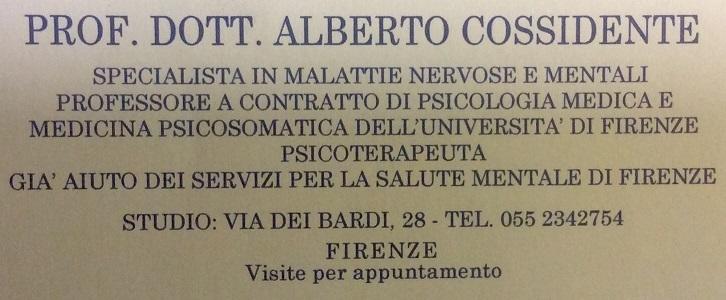 PROF. DOTT. ALBERTO COSSIDENTE
SPECIALISTA IN MALATTIE NERVOSE E MENTALI
PROFESSORE A CONTRATTO DI PSICOLOGIA MEDICA E
MEDICINA PSICOSOMATICA DELL'UNIVERSITA' DI FIRENZE
PSICOTERAPEUTA
GIA' AIUTO DEI SERVIZI PER LA SALUTE MENTALE DI FIRENZE
STUDIO: VIA DEI BARDI, 28 - TEL. 055 2342754
FIRENZE
Visite per appuntamento